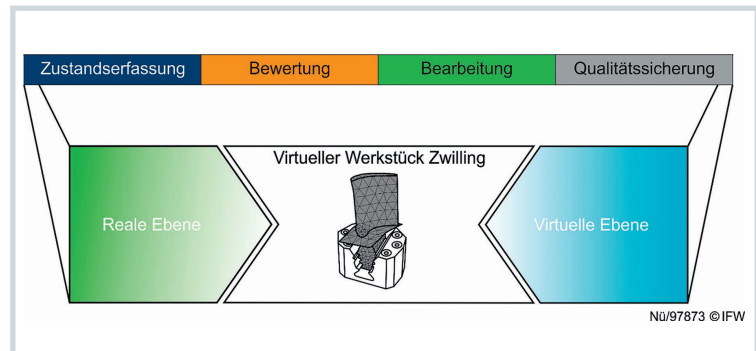 Zustandserfassung
Bewertung
Bearbeitung
Qualitätssicherung
Virtueller Werkstück Zwilling
Reale Ebene
Virtuelle Ebene
Nü/97873 © IFW